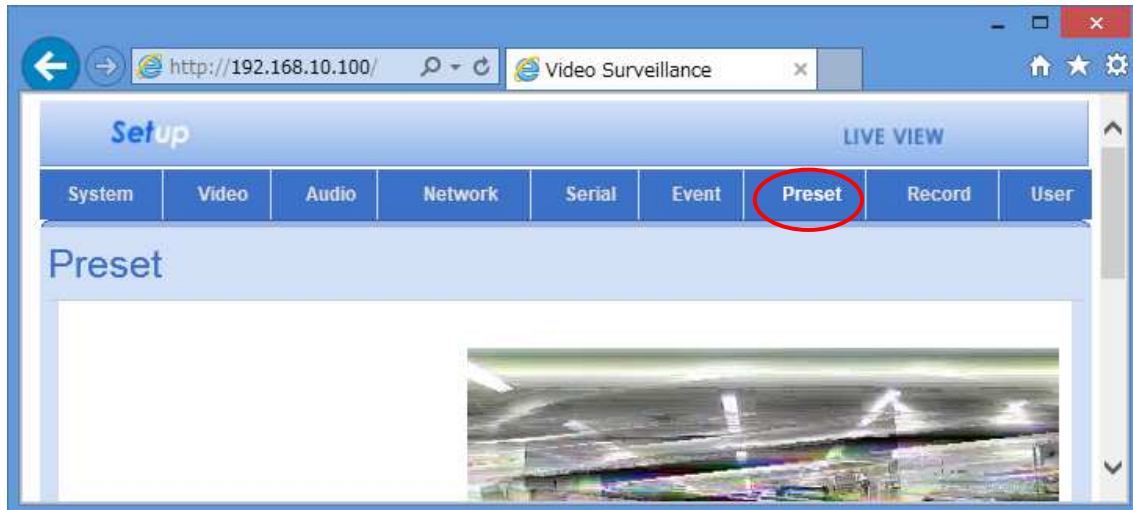 http://192.168.10.100/ Video Surveillance
Setup LIVE VIEW
System Video Audio Network Serial Event Preset Record User
Preset